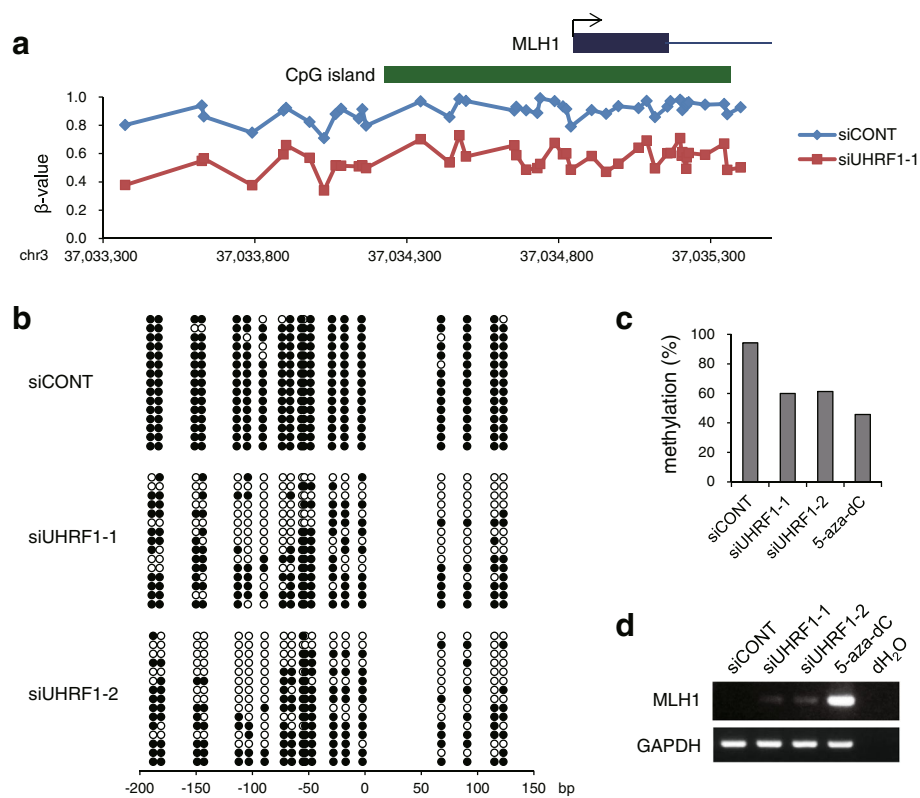 a
MLH1
CpG island
1.0
0.8
0.6
0.4
0.2
0.0
β-value
siCONT
siUHRF1-1
chr3
37,033,300
37,033,800
37,034,300
37,034,800
37,035,300
b
siCONT
siUHRF1-1
siUHRF1-2
-200
-150
-100
-50
0
50
100
150
bp
c
methylation (%)
100
80
60
40
20
0
siCONT
siUHRF1-1
siUHRF1-2
5-aza-dC
d
siCONT
siUHRF1-1
siUHRF1-2
5-aza-dC
dH₂O
MLH1
GAPDH